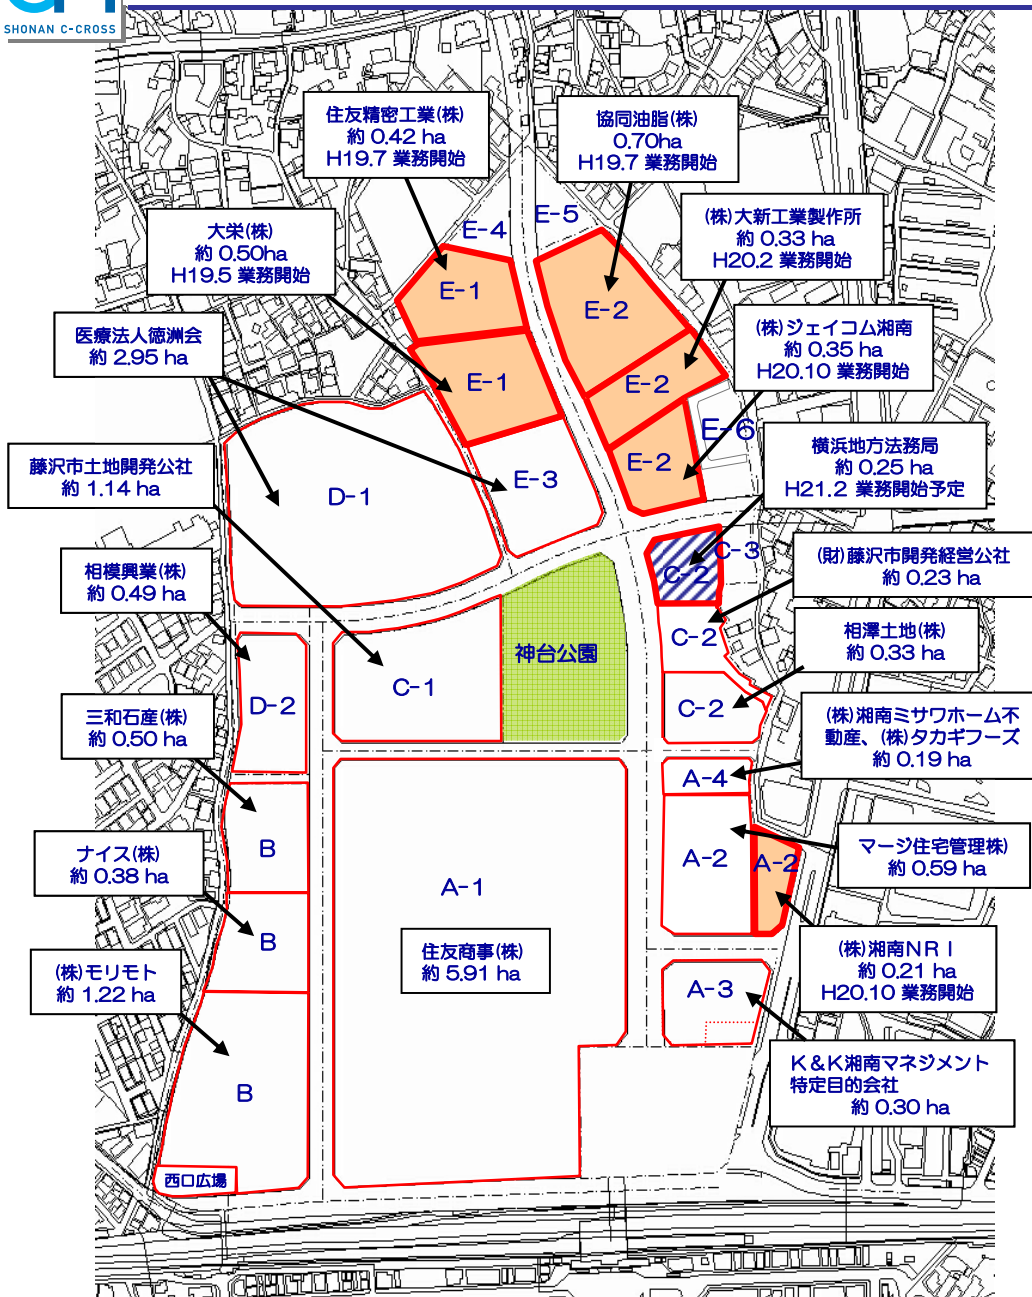 SHONAN C-CROSS
住友精密工業(株)
約 0.42 ha
H19.7 業務開始
協同油脂(株)
0.70ha
H19.7 業務開始
大栄(株)
約 0.50ha
H19.5 業務開始
(株)大新工業製作所
約 0.33 ha
H20.2 業務開始
E-4
E-5
E-1
E-2
医療法人徳洲会
約 2.95 ha
(株)ジェイコム湘南
約 0.35 ha
H20.10 業務開始
E-1
E-2
E-6
E-2
藤沢市土地開発公社
約 1.14 ha
D-1
E-3
横浜地方法務局
約 0.25 ha
H21.2 業務開始予定
C-3
C-2
相模興業(株)
約 0.49 ha
(財)藤沢市開発経営公社
約 0.23 ha
神台公園
C-2
相澤土地(株)
約 0.33 ha
C-1
D-2
C-2
三和石産(株)
約 0.50 ha
(株)湘南ミサワホーム不
動産、(株)タカギフーズ
約 0.19 ha
A-4
B
ナイス(株)
約 0.38 ha
A-1
A-2
A-2
マージ住宅管理(株)
約 0.59 ha
B
住友商事(株)
約 5.91 ha
(株)モリモト
約 1.22 ha
(株)湘南NRI
約 0.21 ha
H20.10 業務開始
A-3
B
K&K湘南マネジメント
特定目的会社
約 0.30 ha
西口広場